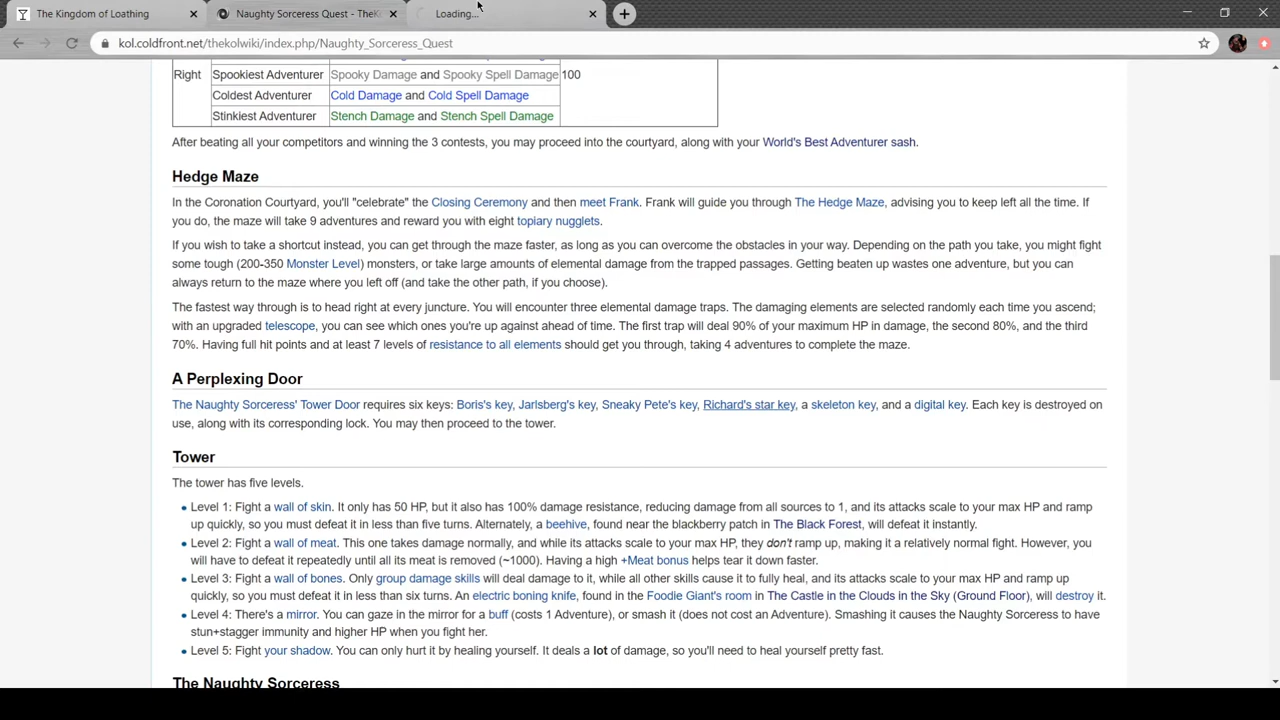 The Kingdom of Loathing
Naughty Sorceress Quest - TheK
Loading...
kol.coldfront.net/thekolwiki/index.php/Naughty_Sorceress_Quest
Right
Spookiest Adventurer
Spooky Damage and Spooky Spell Damage
100
Coldest Adventurer
Cold Damage and Cold Spell Damage
Stinkiest Adventurer
Stench Damage and Stench Spell Damage
After beating all your competitors and winning the 3 contests, you may proceed into the courtyard, along with your World's Best Adventurer sash.
Hedge Maze
In the Coronation Courtyard, you'll "celebrate" the Closing Ceremony and then meet Frank. Frank will guide you through The Hedge Maze, advising you to keep left all the time. If
you do, the maze will take 9 adventures and reward you with eight topiary nugglets.
If you wish to take a shortcut instead, you can get through the maze faster, as long as you can overcome the obstacles in your way. Depending on the path you take, you might fight
some tough (200-350 Monster Level) monsters, or take large amounts of elemental damage from the trapped passages. Getting beaten up wastes one adventure, but you can
always return to the maze where you left off (and take the other path, if you choose).
The fastest way through is to head right at every juncture. You will encounter three elemental damage traps. The damaging elements are selected randomly each time you ascend;
with an upgraded telescope, you can see which ones you're up against ahead of time. The first trap will deal 90% of your maximum HP in damage, the second 80%, and the third
70%. Having full hit points and at least 7 levels of resistance to all elements should get you through, taking 4 adventures to complete the maze.
A Perplexing Door
The Naughty Sorceress' Tower Door requires six keys: Boris's key, Jarlsberg's key, Sneaky Pete's key, Richard's star key, a skeleton key, and a digital key. Each key is destroyed on
use, along with its corresponding lock. You may then proceed to the tower.
Tower
The tower has five levels.
• Level 1: Fight a wall of skin. It only has 50 HP, but it also has 100% damage resistance, reducing damage from all sources to 1, and its attacks scale to your max HP and ramp
up quickly, so you must defeat it in less than five turns. Alternately, a beehive, found near the blackberry patch in The Black Forest, will defeat it instantly.
• Level 2: Fight a wall of meat. This one takes damage normally, and while its attacks scale to your max HP, they don't ramp up, making it a relatively normal fight. However, you
will have to defeat it repeatedly until all its meat is removed (~1000). Having a high +Meat bonus helps tear it down faster.
• Level 3: Fight a wall of bones. Only group damage skills will deal damage to it, while all other skills cause it to fully heal, and its attacks scale to your max HP and ramp up
quickly, so you must defeat it in less than six turns. An electric boning knife, found in the Foodie Giant's room in The Castle in the Clouds in the Sky (Ground Floor), will destroy it.
• Level 4: There's a mirror. You can gaze in the mirror for a buff (costs 1 Adventure), or smash it (does not cost an Adventure). Smashing it causes the Naughty Sorceress to have
stun+stagger immunity and higher HP when you fight her.
• Level 5: Fight your shadow. You can only hurt it by healing yourself. It deals a lot of damage, so you'll need to heal yourself pretty fast.
The Naughty Sorceress